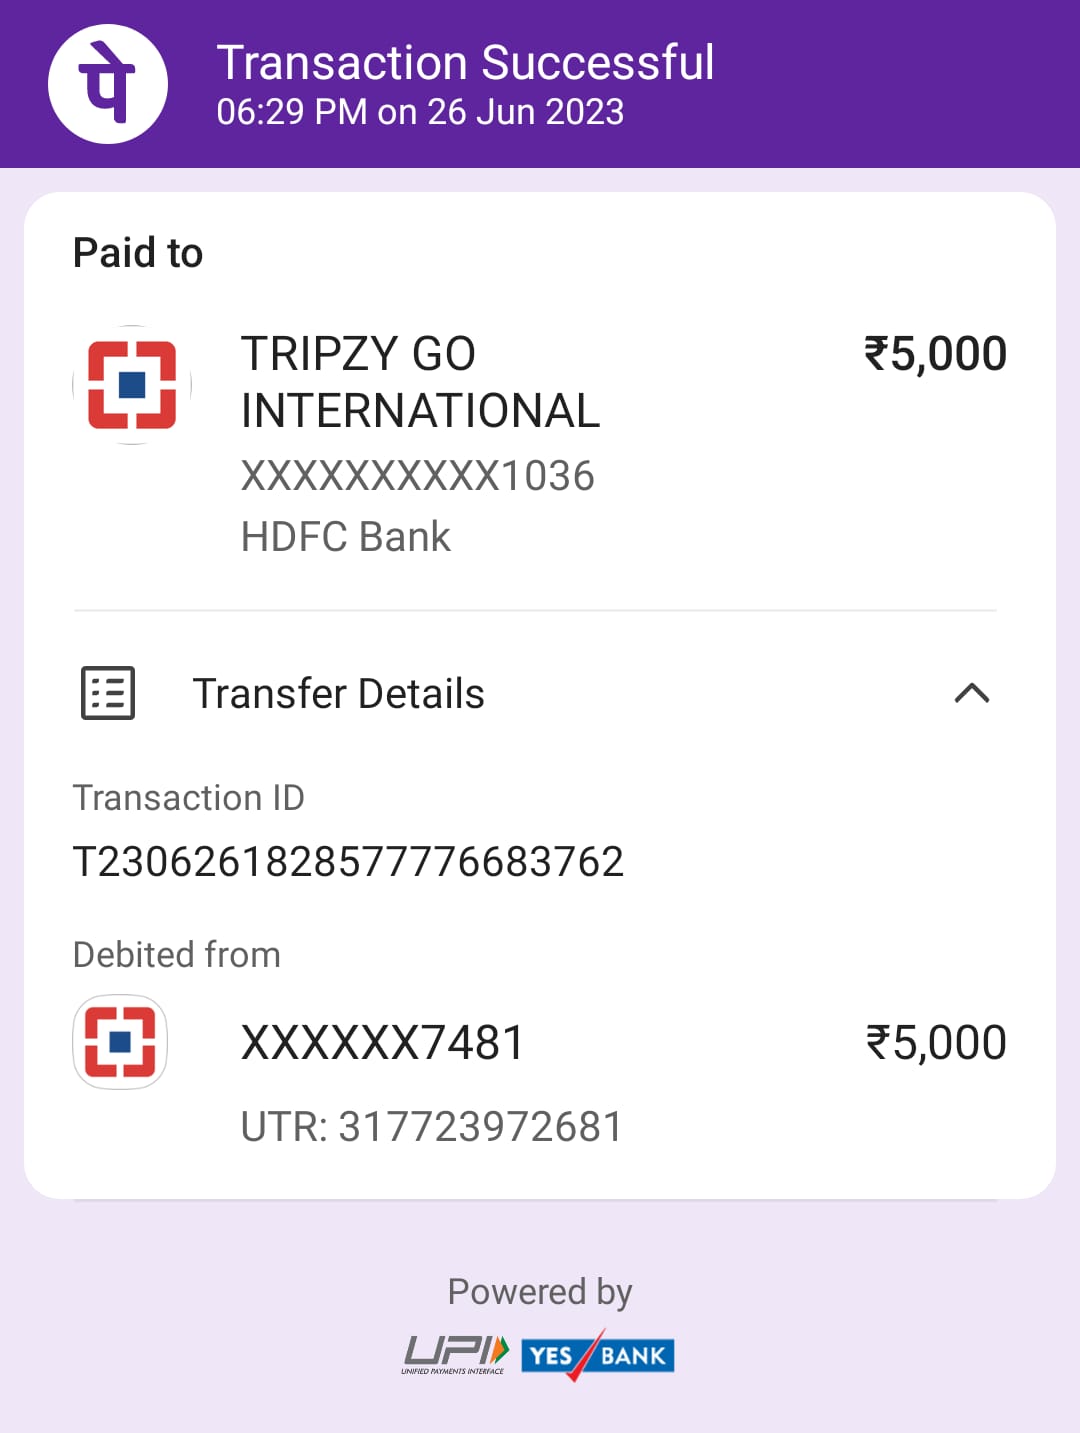 पे
Transaction Successful
06:29 PM on 26 Jun 2023
Paid to
TRIPZY GO
INTERNATIONAL
₹5,000
XXXXXXXXXX1036
HDFC Bank
Transfer Details
Transaction ID
T2306261828577776683762
Debited from
XXXXXX7481
₹5,000
UTR: 317723972681
Powered by
UPI
UNIFIED PAYMENTS INTERFACE
YES BANK